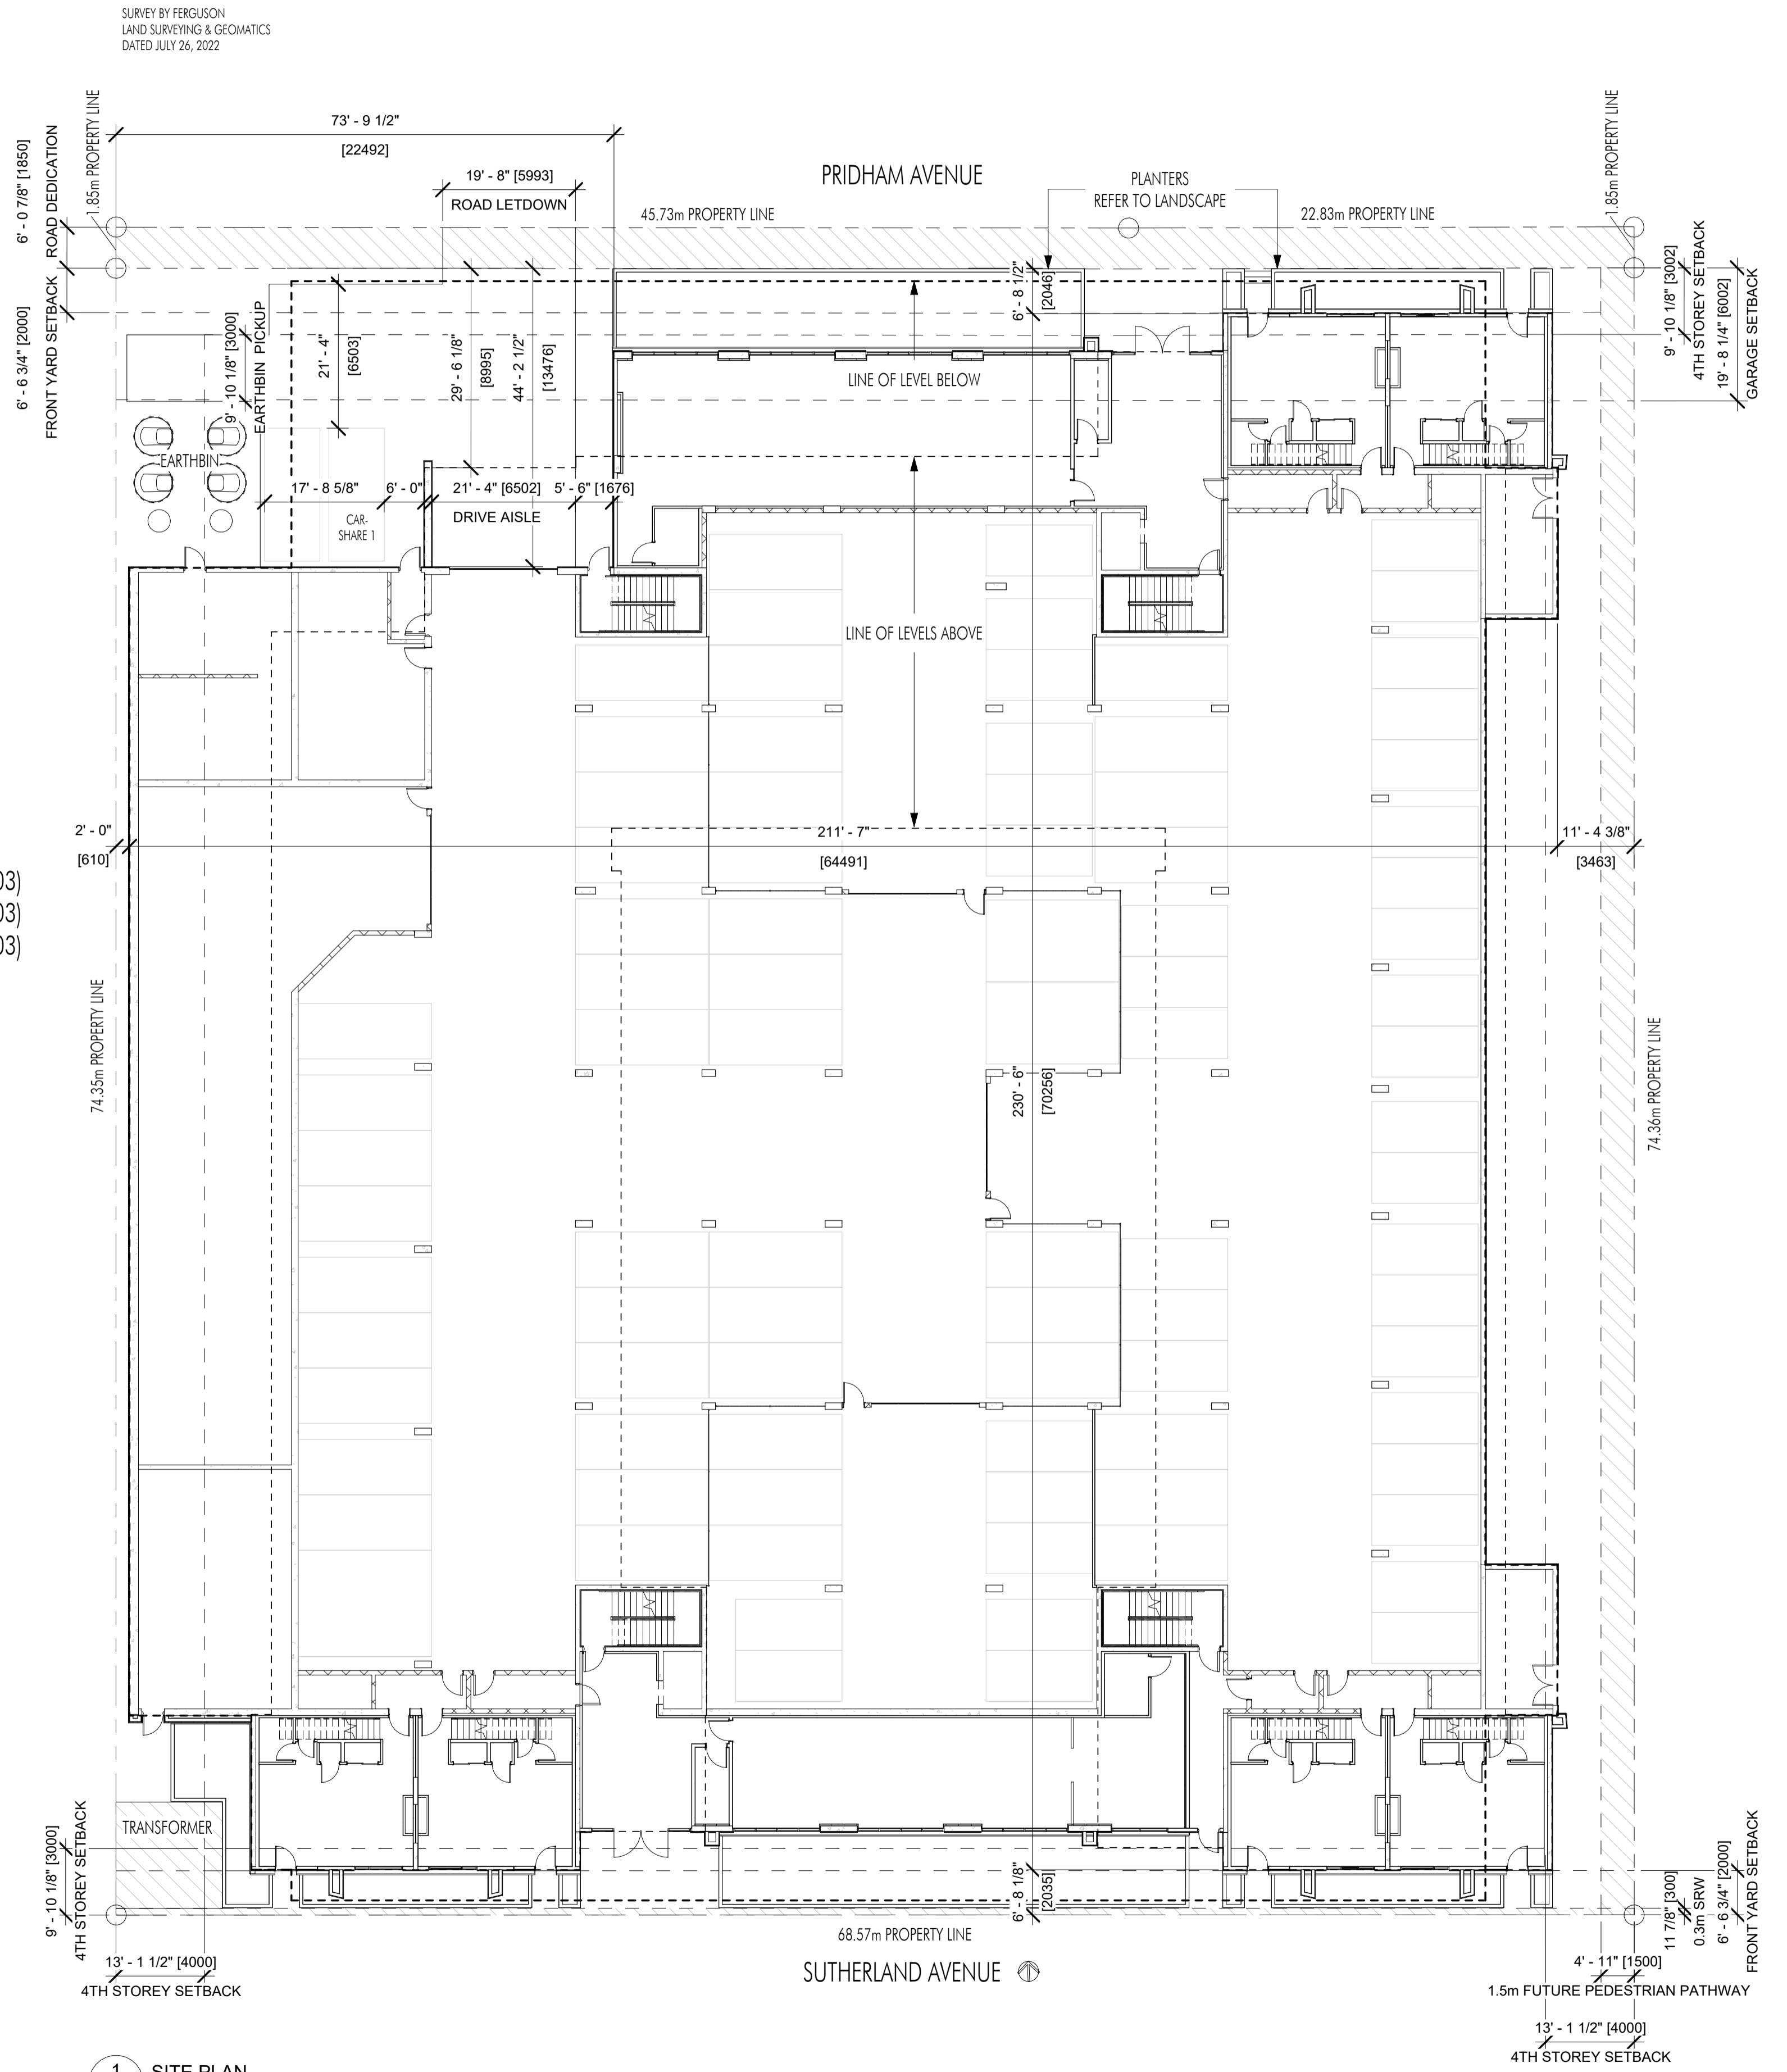 SURVEY BY FERGUSON
LAND SURVEYING & GEOMATICS
DATED JULY 26, 2022
6' - 0 7/8" [1850]
ROAD DEDICATION
1.85m PROPERTY LINE
73' - 9 1/2"
[22492]
19' - 8" [5993]
ROAD LETDOWN
PRIDHAM AVENUE
45.73m PROPERTY LINE
PLANTERS
REFER TO LANDSCAPE
22.83m PROPERTY LINE
1.85m PROPERTY LINE
6' - 6 3/4" [2000]
FRONT YARD SETBACK
9' - 10 1/8" [3000]
EARTHBIN PICKUP
21' - 4"
[6503]
29' - 6 1/8"
[8995]
44' - 2 1/2"
[13476]
6' - 8 1/2"
[2046]
9' - 10 1/8" [3002]
4TH STOREY SETBACK
19' - 8 1/4" [6002]
GARAGE SETBACK
LINE OF LEVEL BELOW
EARTHBIN
17' - 8 5/8"
6' - 0"
21' - 4" [6502]
5' - 6" [1676]
CAR-
SHARE 1
DRIVE AISLE
LINE OF LEVELS ABOVE
2' - 0"
[610]
211' - 7"
[64491]
11' - 4 3/8"
[3463]
03)
03)
03)
74.35m PROPERTY LINE
230' - 6"
[70256]
74.36m PROPERTY LINE
TRANSFORMER
9' - 10 1/8" [3000]
4TH STOREY SETBACK
6' - 8 1/8"
[2035]
11 7/8" [300]
0.3m SRW
6' - 6 3/4" [2000]
FRONT YARD SETBACK
68.57m PROPERTY LINE
SUTHERLAND AVENUE
13' - 1 1/2" [4000]
4TH STOREY SETBACK
4' - 11" [1500]
1.5m FUTURE PEDESTRIAN PATHWAY
13' - 1 1/2" [4000]
4TH STOREY SETBACK
1
SITE PLAN